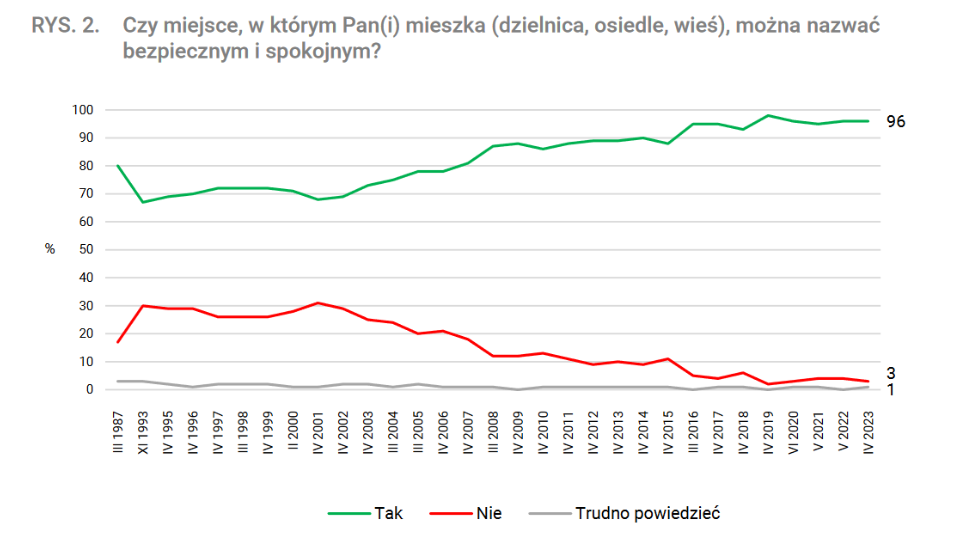 RYS. 2. Czy miejsce, w którym Pan(i) mieszka (dzielnica, osiedle, wieś), można nazwać
bezpiecznym i spokojnym?
100
90
80
70
60
50
40
30
20
10
0
%
96
3
1
III 1987
XI 1993
IV 1995
IV 1996
IV 1997
III 1998
IV 1999
I 2000
IV 2001
IV 2002
IV 2003
III 2004
III 2005
IV 2006
IV 2007
III 2008
IV 2009
IV 2010
IV 2011
IV 2012
IV 2013
IV 2014
IV 2015
III 2016
IV 2017
IV 2018
IV 2019
VI 2020
V 2021
V 2022
IV 2023
Tak Nie Trudno powiedzieć